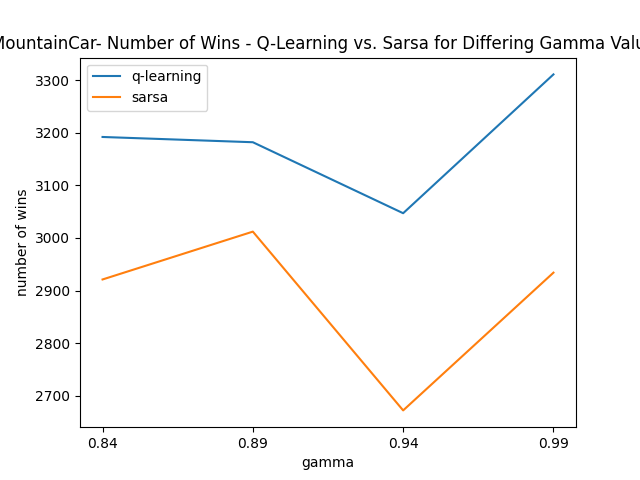 MountainCar- Number of Wins - Q-Learning vs. Sarsa for Differing Gamma
q-learning
sarsa
3300
3200
3100
3000
2900
2800
2700
number of wins
0.84 0.89 0.94 0.99
gamma